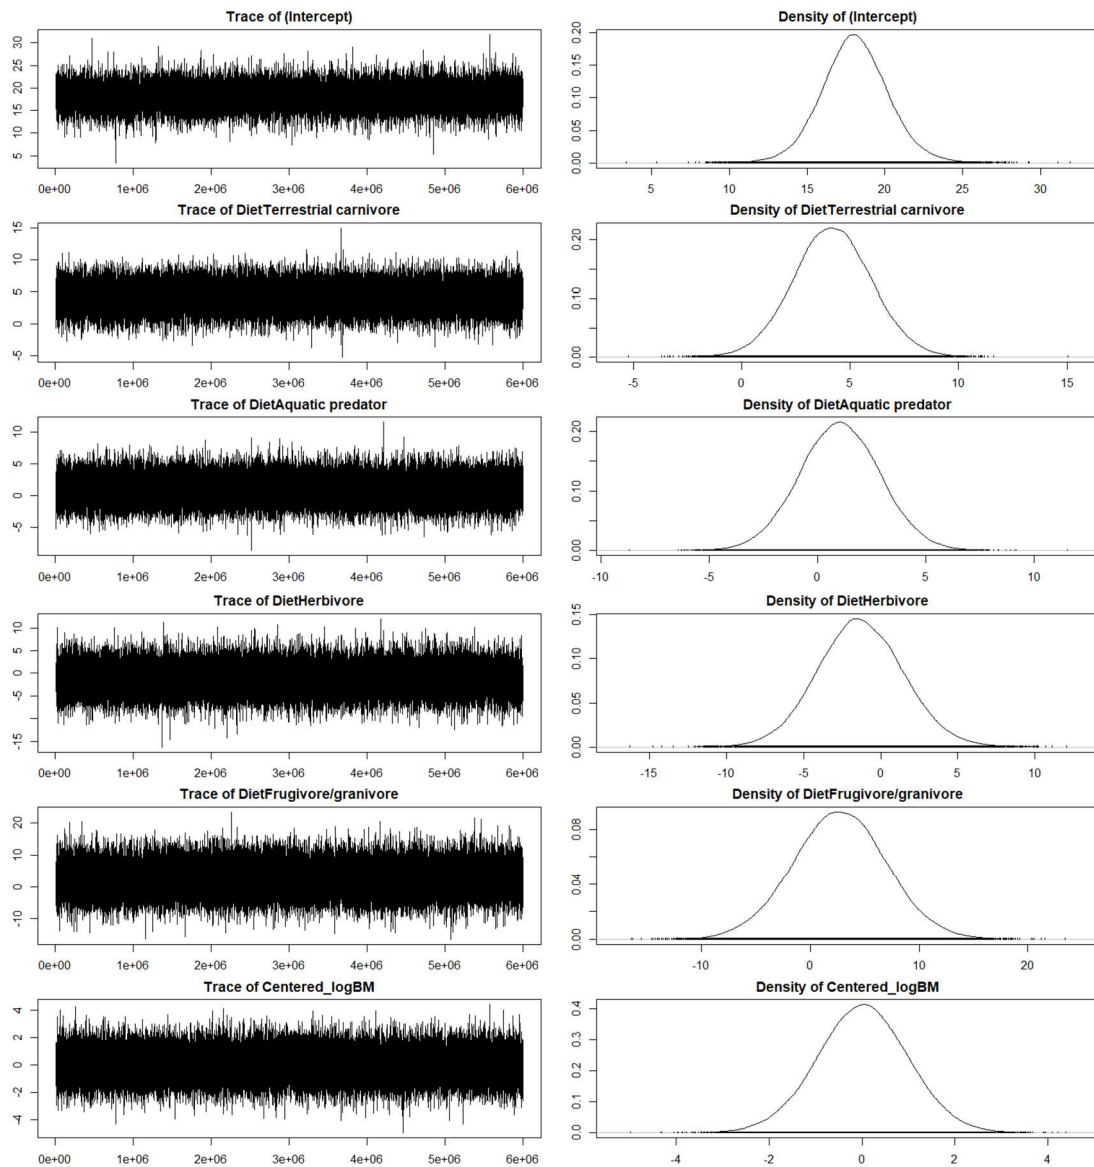 Trace of (Intercept)
Density of (Intercept)
30
25
20
15
10
5
0e+00 1e+06 2e+06 3e+06 4e+06 5e+06 6e+06
0.20
0.15
0.10
0.05
0.00
5 10 15 20 25 30
Trace of DietTerrestrial carnivore
Density of DietTerrestrial carnivore
15
10
5
0
-5
0e+00 1e+06 2e+06 3e+06 4e+06 5e+06 6e+06
0.20
0.10
0.00
-5 0 5 10 15
Trace of DietAquatic predator
Density of DietAquatic predator
10
5
0
-5
0e+00 1e+06 2e+06 3e+06 4e+06 5e+06 6e+06
0.20
0.10
0.00
-10 -5 0 5 10
Trace of DietHerbivore
Density of DietHerbivore
10
5
0
-5
-15
0e+00 1e+06 2e+06 3e+06 4e+06 5e+06 6e+06
0.15
0.10
0.05
0.00
-15 -10 -5 0 5 10
Trace of DietFrugivore/granivore
Density of DietFrugivore/granivore
20
10
0
-10
0e+00 1e+06 2e+06 3e+06 4e+06 5e+06 6e+06
0.08
0.04
0.00
-10 0 10 20
Trace of Centered_logBM
Density of Centered_logBM
4
2
0
-2
-4
0e+00 1e+06 2e+06 3e+06 4e+06 5e+06 6e+06
0.4
0.3
0.2
0.1
0.0
-4 -2 0 2 4